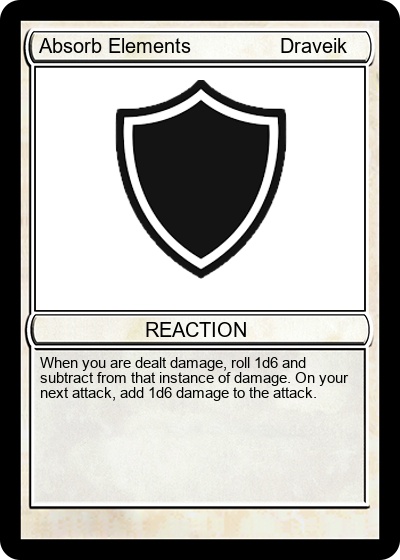 Absorb Elements Draveik
REACTION
When you are dealt damage, roll 1d6 and
subtract from that instance of damage. On your
next attack, add 1d6 damage to the attack.